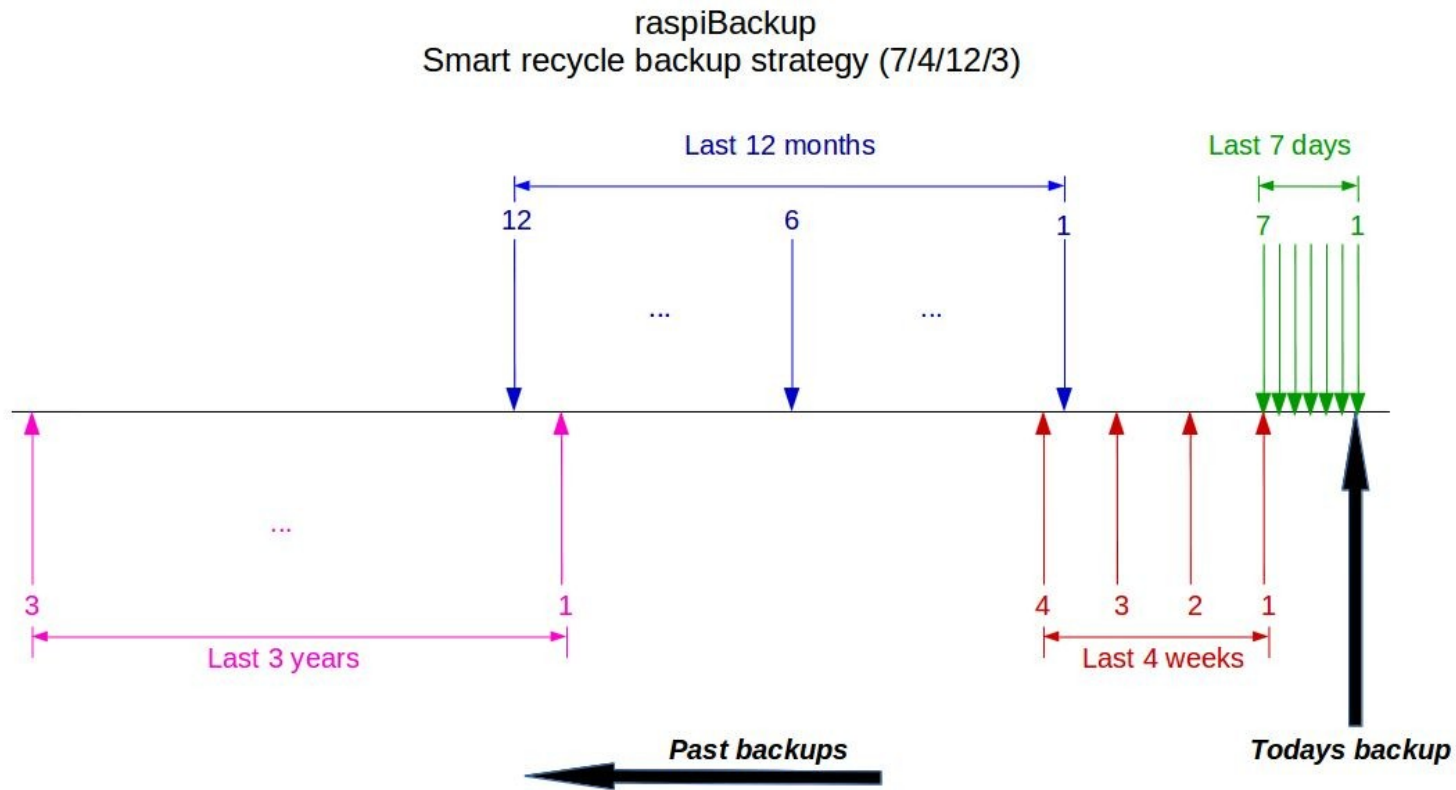 raspiBackup
Smart recycle backup strategy (7/4/12/3)
Last 12 months
Last 7 days
12
6
1
7
1
...
...
...
3
1
4
3
2
1
Last 3 years
Last 4 weeks
Past backups
Todays backup